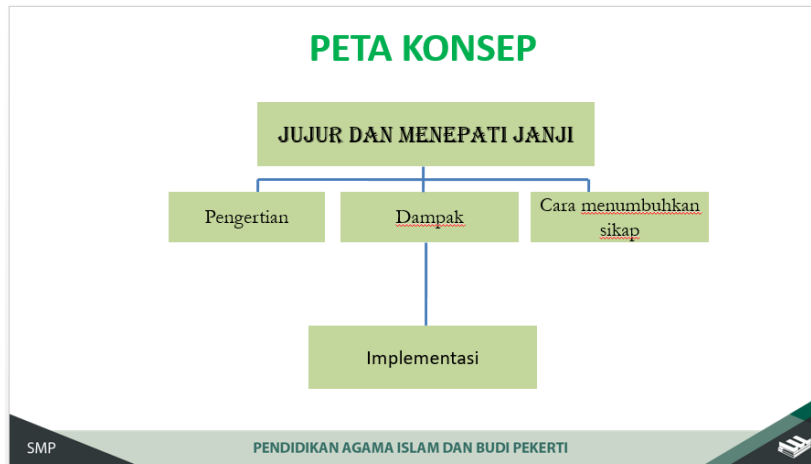 PETA KONSEP
JUJUR DAN MENEPATI JANJI
Pengertian
Dampak
Cara menumbuhkan
sikap
Implementasi
SMP
PENDIDIKAN AGAMA ISLAM DAN BUDI PEKERTI